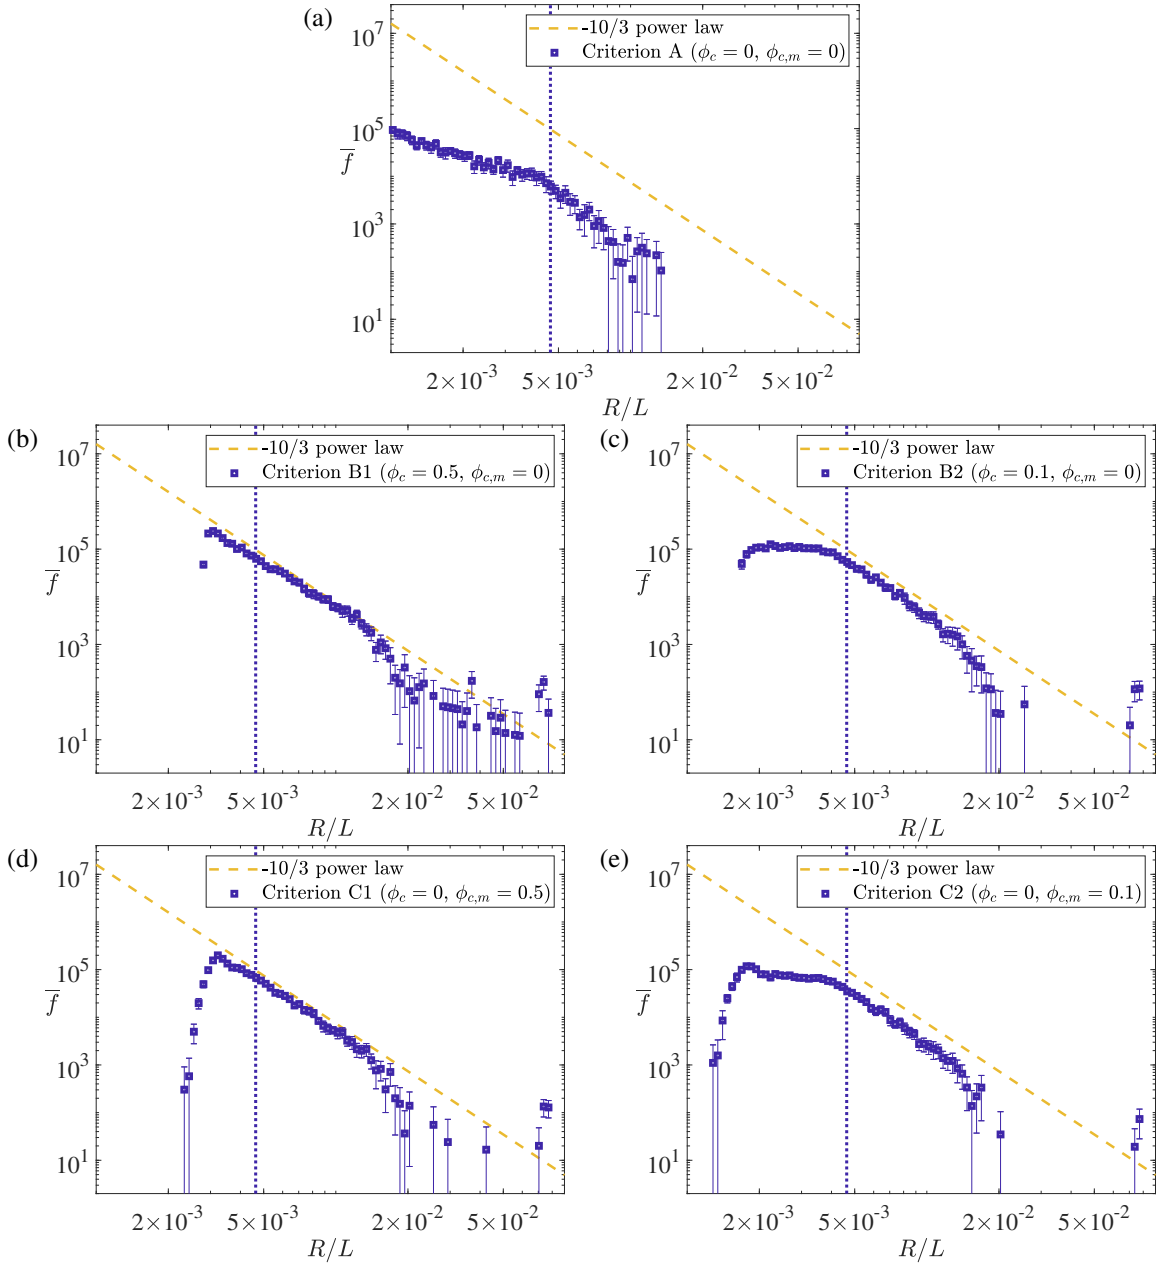 (a)
-10/3 power law
Criterion A (ϕ_c = 0, ϕ_{c,m} = 0)
10^7
10^5
10^3
10^1
f̅
2×10^{-3} 5×10^{-3} 2×10^{-2} 5×10^{-2}
R/L
(b)
-10/3 power law
Criterion B1 (ϕ_c = 0.5, ϕ_{c,m} = 0)
10^7
10^5
10^3
10^1
f̅
2×10^{-3} 5×10^{-3} 2×10^{-2} 5×10^{-2}
R/L
(c)
-10/3 power law
Criterion B2 (ϕ_c = 0.1, ϕ_{c,m} = 0)
10^7
10^5
10^3
10^1
f̅
2×10^{-3} 5×10^{-3} 2×10^{-2} 5×10^{-2}
R/L
(d)
-10/3 power law
Criterion C1 (ϕ_c = 0, ϕ_{c,m} = 0.5)
10^7
10^5
10^3
10^1
f̅
2×10^{-3} 5×10^{-3} 2×10^{-2} 5×10^{-2}
R/L
(e)
-10/3 power law
Criterion C2 (ϕ_c = 0, ϕ_{c,m} = 0.1)
10^7
10^5
10^3
10^1
f̅
2×10^{-3} 5×10^{-3} 2×10^{-2} 5×10^{-2}
R/L